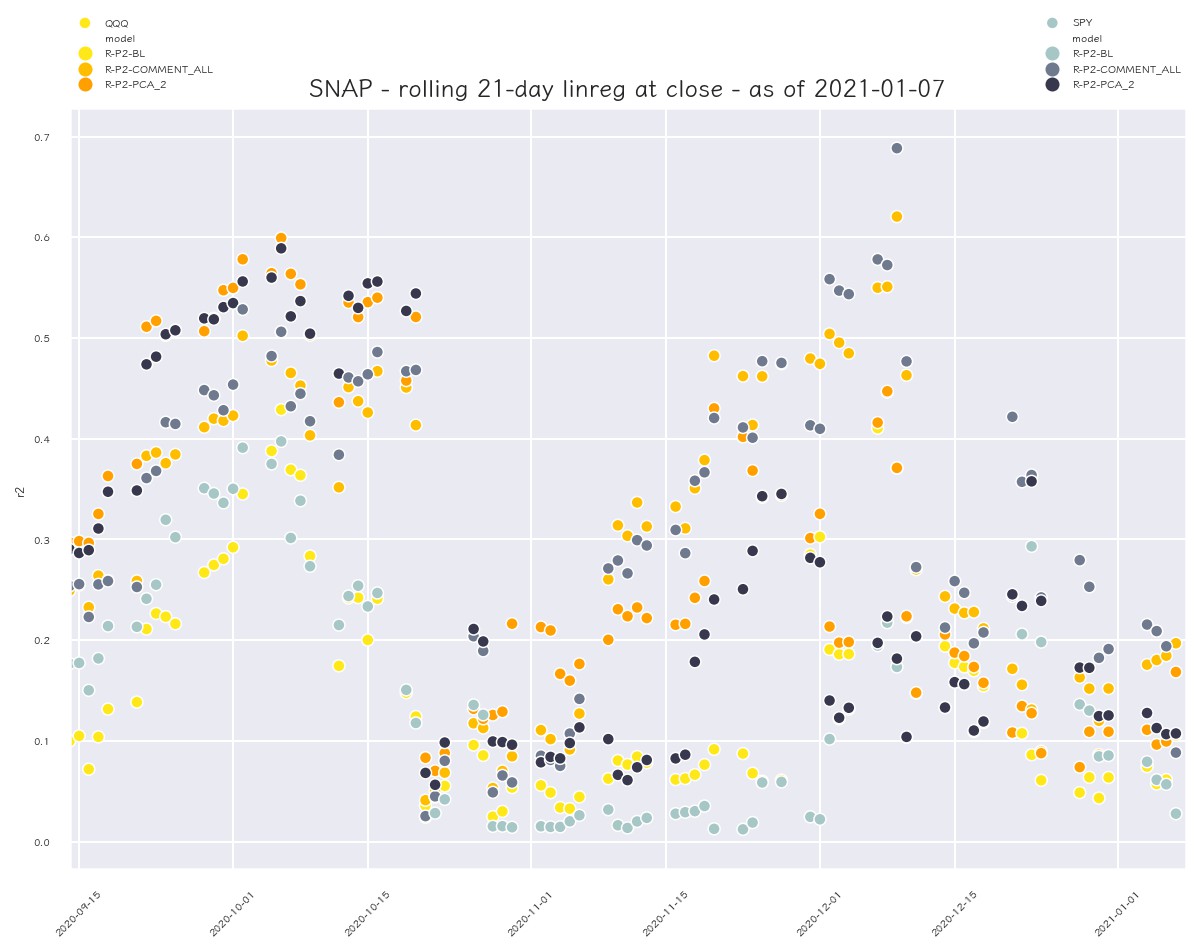 QQQ
model
R-P2-BL
R-P2-COMMENT_ALL
R-P2-PCA_2
SPY
model
R-P2-BL
R-P2-COMMENT_ALL
R-P2-PCA_2
SNAP - rolling 21-day linreg at close - as of 2021-01-07
0.7
0.6
0.5
0.4
0.3
0.2
0.1
0.0
r2
2020-09-15
2020-10-01
2020-10-15
2020-11-01
2020-11-15
2020-12-01
2020-12-15
2021-01-01